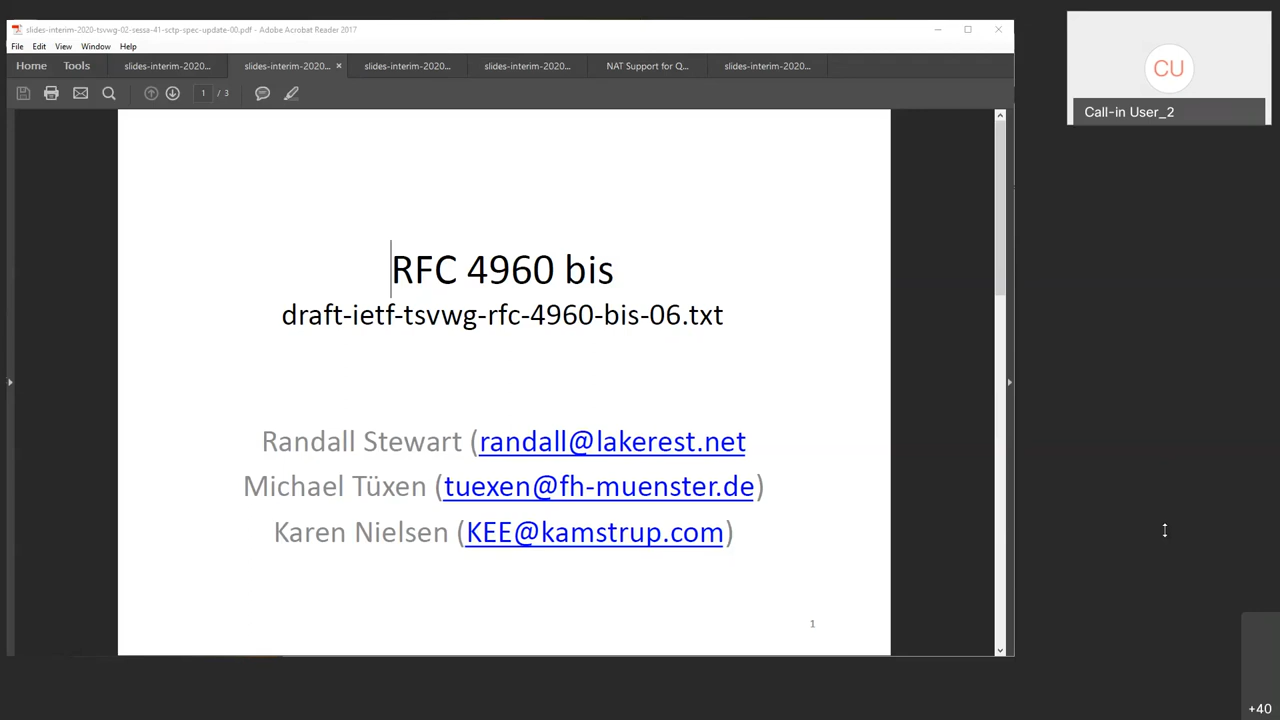 slides-interim-2020-tsvwg-02-sessa-41-sctp-spec-update-00.pdf - Adobe Acrobat Reader 2017
File Edit View Window Help
Home Tools slides-interim-2020... slides-interim-2020... × slides-interim-2020... slides-interim-2020... NAT Support for Q... slides-interim-2020...
1 / 3
RFC 4960 bis
draft-ietf-tsvwg-rfc-4960-bis-06.txt
Randall Stewart (randall@lakerest.net
Michael Tüxen (tuexen@fh-muenster.de)
Karen Nielsen (KEE@kamstrup.com)
1
CU
Call-in User_2
+40